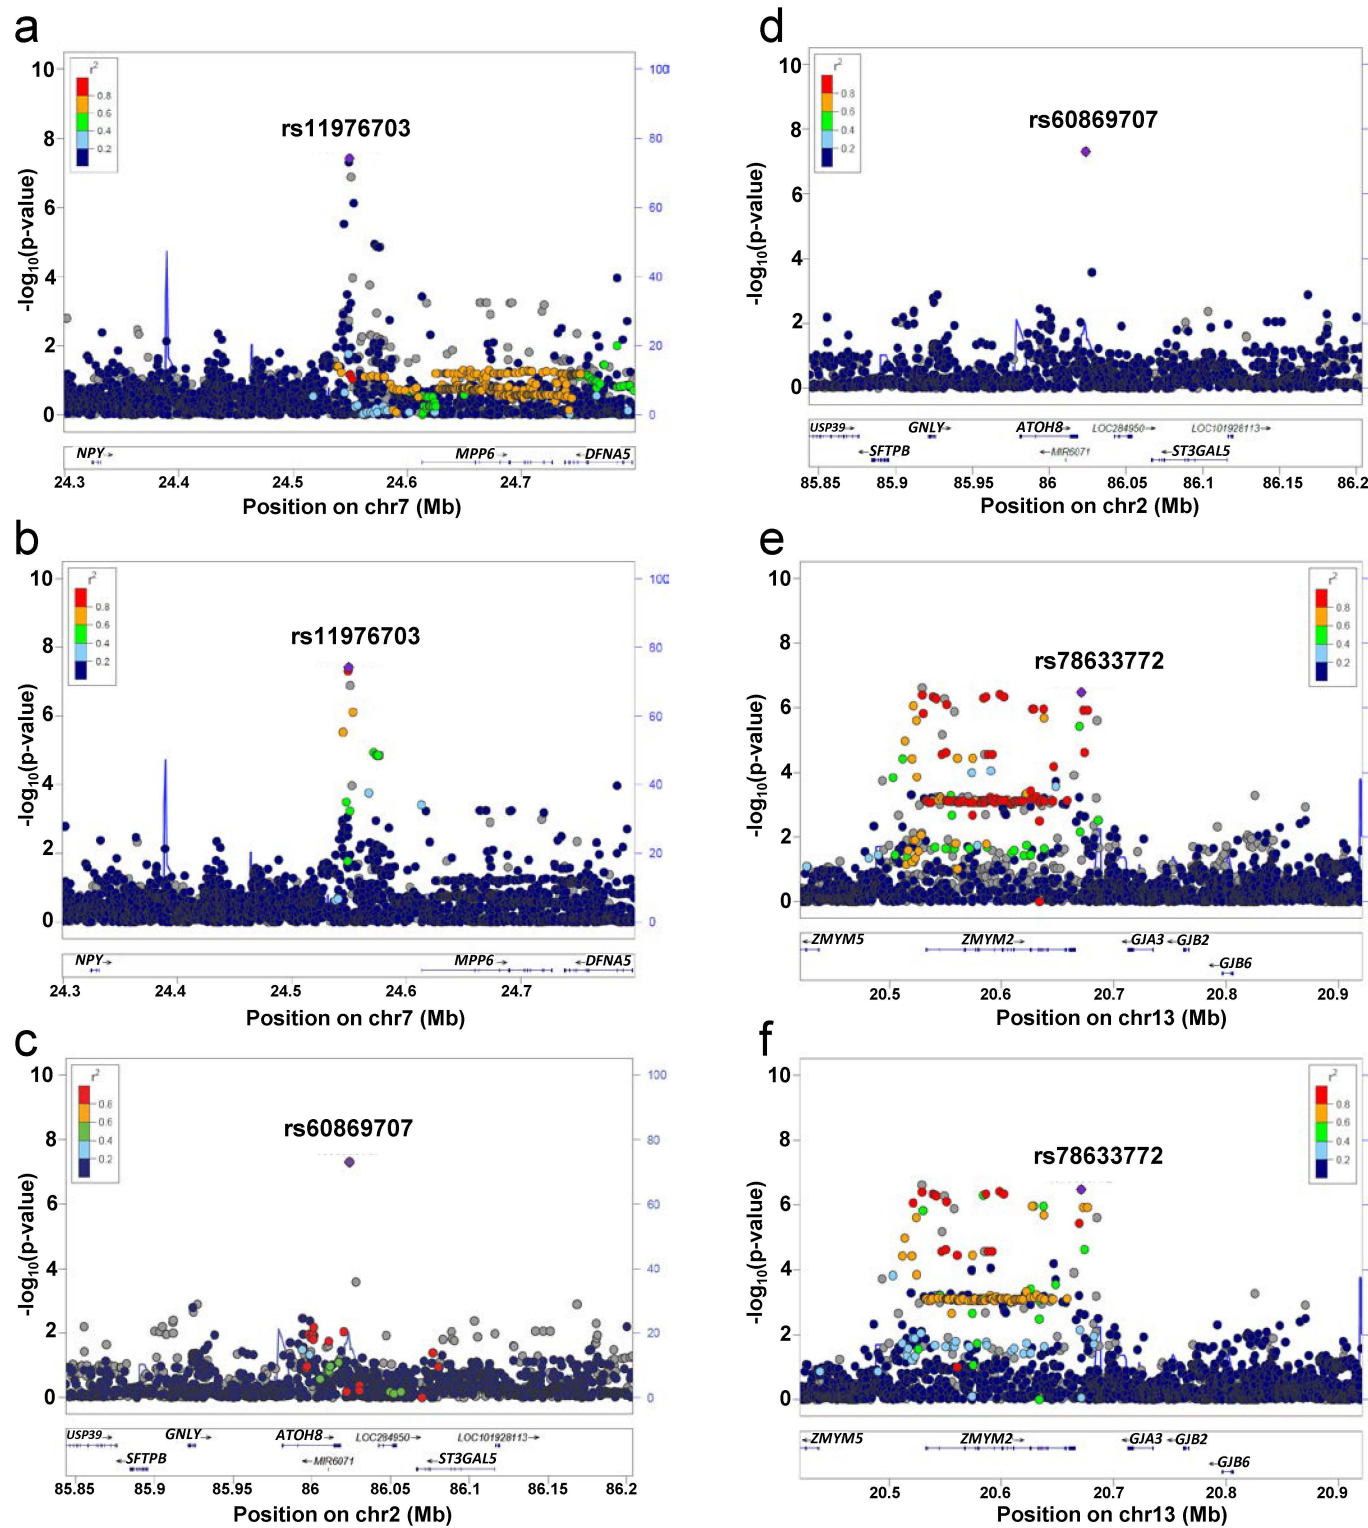 a
r²
0.8
0.6
0.4
0.2
rs11976703
10
8
6
4
2
0
-log10(p-value)
100
80
60
40
20
0
NPY→
MPP6→
←DFNA5
24.3 24.4 24.5 24.6 24.7
Position on chr7 (Mb)
b
r²
0.8
0.6
0.4
0.2
rs11976703
10
8
6
4
2
0
-log10(p-value)
100
80
60
40
20
0
NPY→
MPP6→
←DFNA5
24.3 24.4 24.5 24.6 24.7
Position on chr7 (Mb)
c
r²
0.8
0.6
0.4
0.2
rs60869707
10
8
6
4
2
0
-log10(p-value)
100
80
60
40
20
0
USP39→ GNLY→ ATOH8→ LOC284950→ LOC101928113→
←SFTPB ←MIR6071 ←ST3GAL5
85.85 85.9 85.95 86 86.05 86.1 86.15 86.2
Position on chr2 (Mb)
d
r²
0.8
0.6
0.4
0.2
rs60869707
10
8
6
4
2
0
-log10(p-value)
USP39→ GNLY→ ATOH8→ LOC284950→ LOC101928113→
←SFTPB ←MIR6071 ←ST3GAL5
85.85 85.9 85.95 86 86.05 86.1 86.15 86.2
Position on chr2 (Mb)
e
r²
0.8
0.6
0.4
0.2
rs78633772
10
8
6
4
2
0
-log10(p-value)
←ZMYM5 ZMYM2→ ←GJA3 ←GJB2
←GJB6
20.5 20.6 20.7 20.8 20.9
Position on chr13 (Mb)
f
r²
0.8
0.6
0.4
0.2
rs78633772
10
8
6
4
2
0
-log10(p-value)
←ZMYM5 ZMYM2→ ←GJA3 ←GJB2
←GJB6
20.5 20.6 20.7 20.8 20.9
Position on chr13 (Mb)